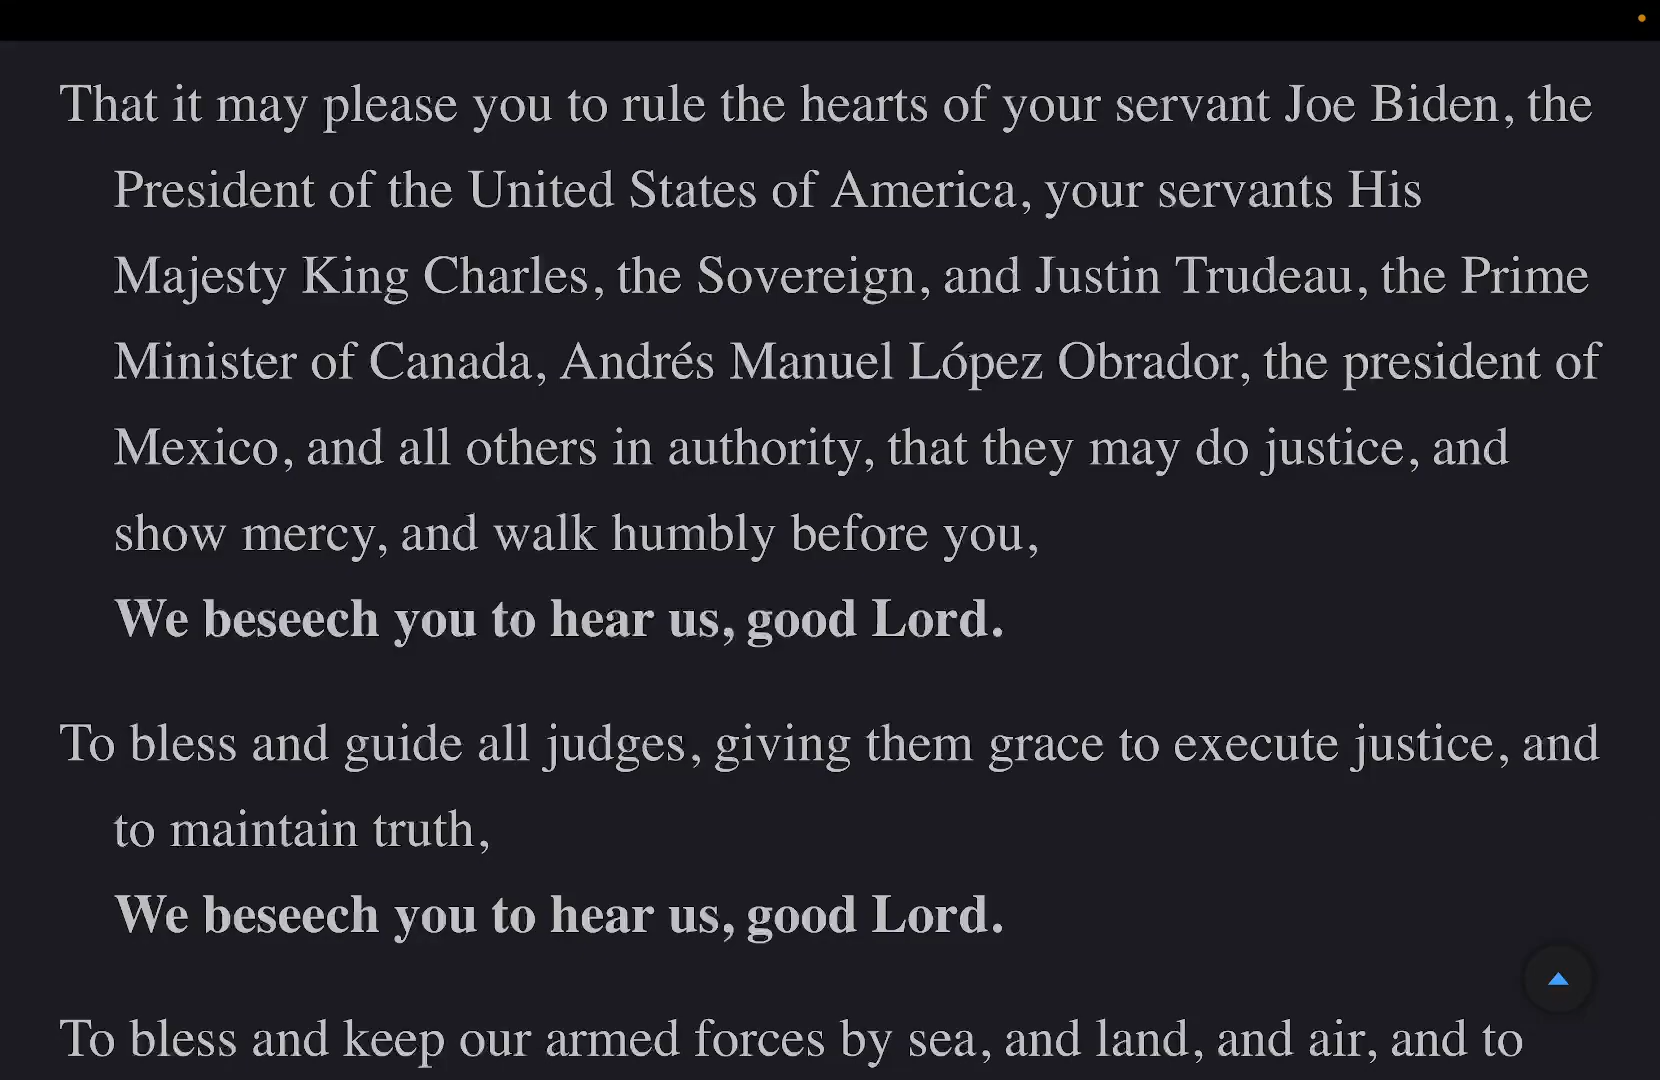 That it may please you to rule the hearts of your servant Joe Biden, the
President of the United States of America, your servants His
Majesty King Charles, the Sovereign, and Justin Trudeau, the Prime
Minister of Canada, Andrés Manuel López Obrador, the president of
Mexico, and all others in authority, that they may do justice, and
show mercy, and walk humbly before you,
We beseech you to hear us, good Lord.
To bless and guide all judges, giving them grace to execute justice, and
to maintain truth,
We beseech you to hear us, good Lord.
To bless and keep our armed forces by sea, and land, and air, and to